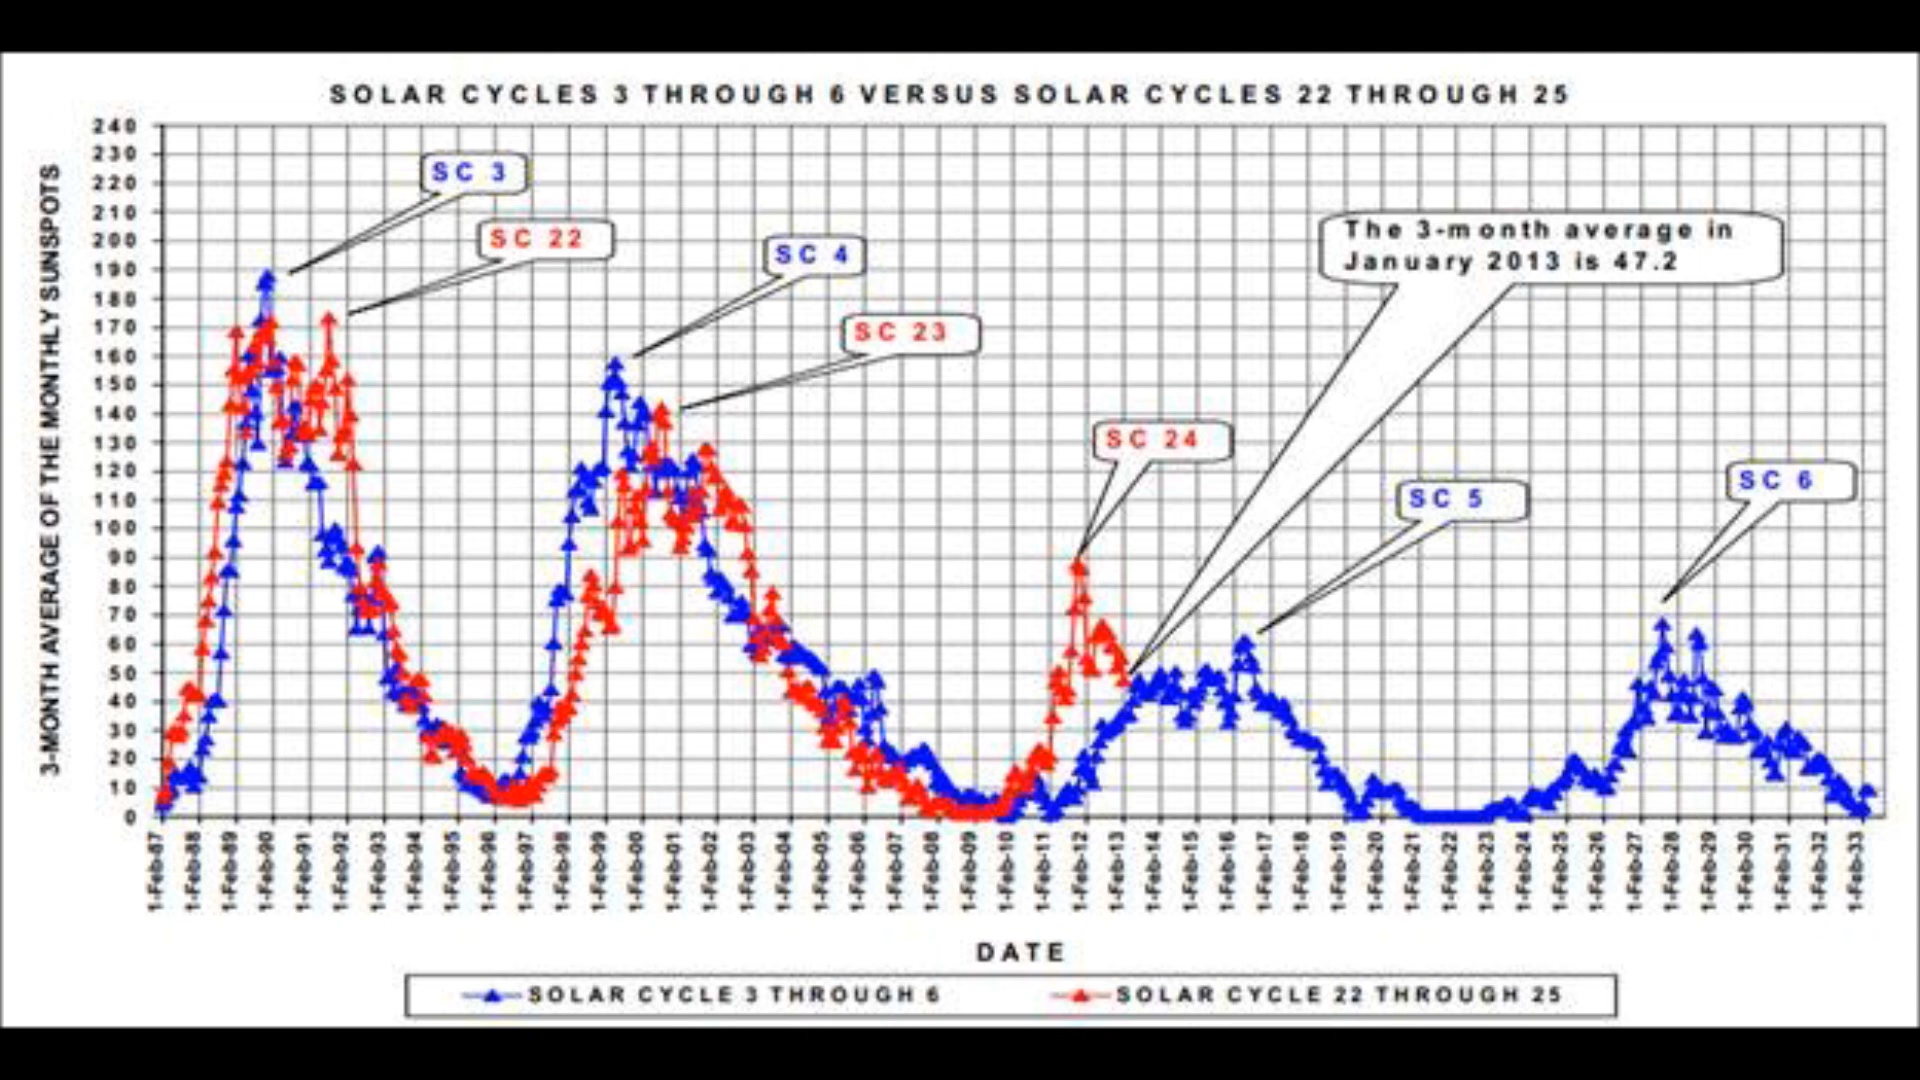 SOLAR CYCLES 3 THROUGH 6 VERSUS SOLAR CYCLES 22 THROUGH 25
3-MONTH AVERAGE OF THE MONTHLY SUNSPOTS
240
230
220
210
200
190
180
170
160
150
140
130
120
110
100
90
80
70
60
50
40
30
20
10
0
SC 3
SC 22
SC 4
SC 23
The 3-month average in
January 2013 is 47.2
SC 24
SC 5
SC 6
1-Feb-87
1-Feb-88
1-Feb-89
1-Feb-90
1-Feb-91
1-Feb-92
1-Feb-93
1-Feb-94
1-Feb-95
1-Feb-96
1-Feb-97
1-Feb-98
1-Feb-99
1-Feb-00
1-Feb-01
1-Feb-02
1-Feb-03
1-Feb-04
1-Feb-05
1-Feb-06
1-Feb-07
1-Feb-08
1-Feb-09
1-Feb-10
1-Feb-11
1-Feb-12
1-Feb-13
1-Feb-14
1-Feb-15
1-Feb-16
1-Feb-17
1-Feb-18
1-Feb-19
1-Feb-20
1-Feb-21
1-Feb-22
1-Feb-23
1-Feb-24
1-Feb-25
1-Feb-26
1-Feb-27
1-Feb-28
1-Feb-29
1-Feb-30
1-Feb-31
1-Feb-32
1-Feb-33
DATE
SOLAR CYCLE 3 THROUGH 6
SOLAR CYCLE 22 THROUGH 25